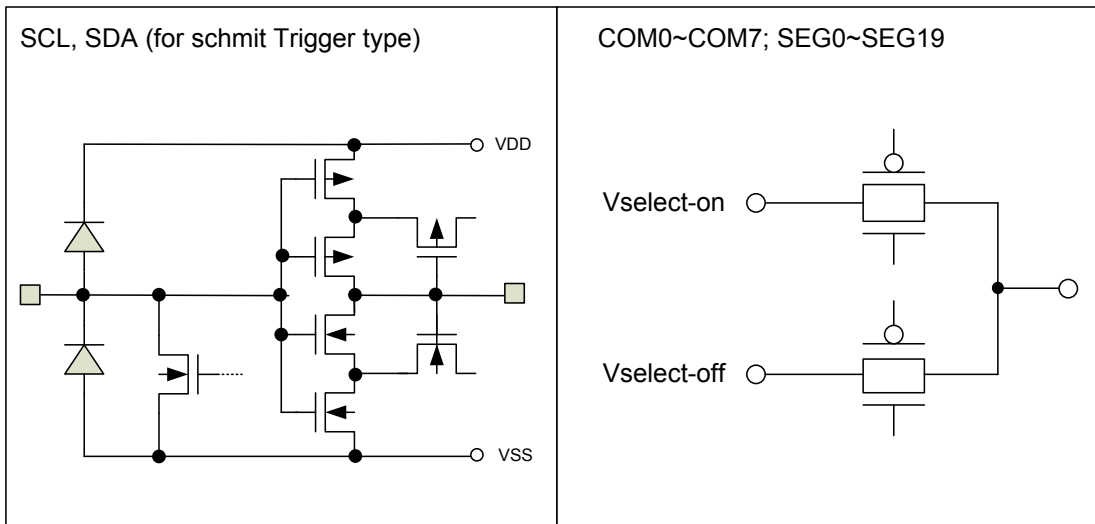 SCL, SDA (for schmit Trigger type)
VDD
VSS
COM0~COM7; SEG0~SEG19
Vselect-on
Vselect-off